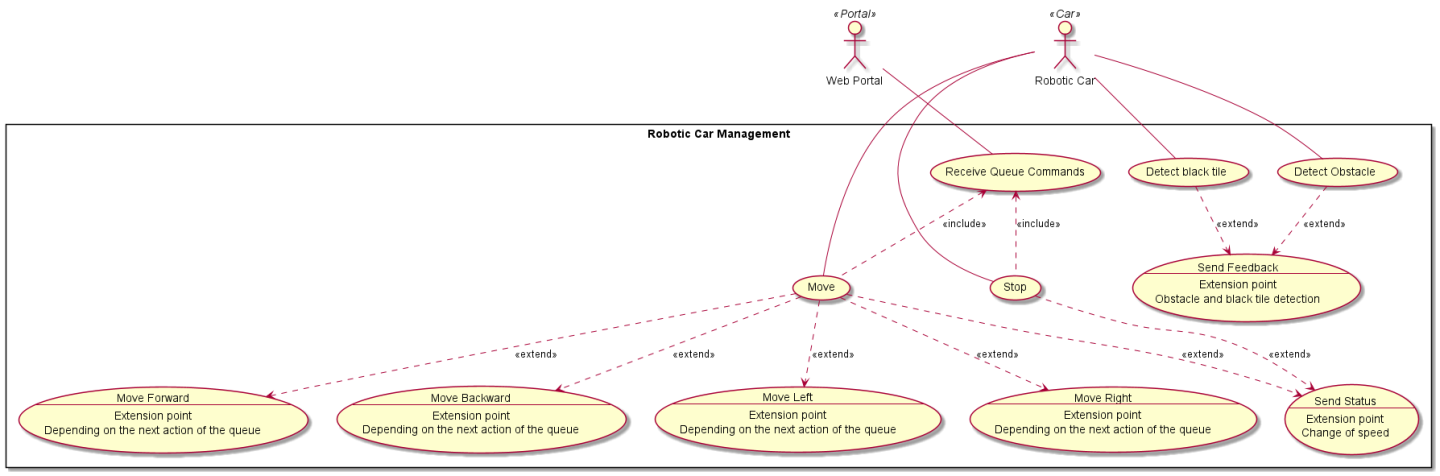 «Portal»
«Car»
Web Portal
Robotic Car
Robotic Car Management
Receive Queue Commands
Detect black tile
Detect Obstacle
«include»
«include»
«extend»
«extend»
Send Feedback
Extension point
Obstacle and black tile detection
Move
Stop
«extend»
«extend»
«extend»
«extend»
«extend»
«extend»
Move Forward
Extension point
Depending on the next action of the queue
Move Backward
Extension point
Depending on the next action of the queue
Move Left
Extension point
Depending on the next action of the queue
Move Right
Extension point
Depending on the next action of the queue
Send Status
Extension point
Change of speed